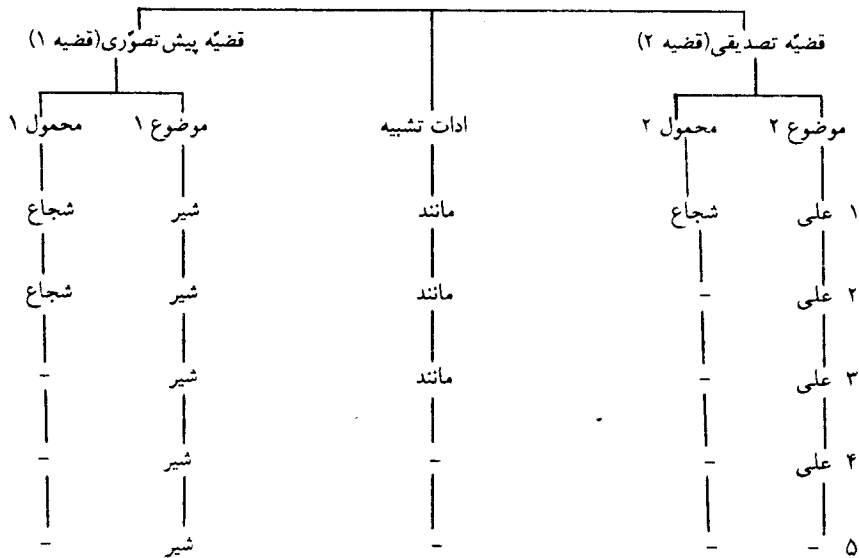 قضیّه تصدیقی(قضیه ۲) قضیّه پیش‌تصوّری(قضیه ۱)
موضوع ۲ محمول ۲ ادات تشبیه موضوع ۱ محمول ۱
۱ علی شجاع مانند شیر شجاع
۲ علی - مانند شیر شجاع
۳ علی - مانند شیر -
۴ علی - - شیر -
۵ - - - شیر -